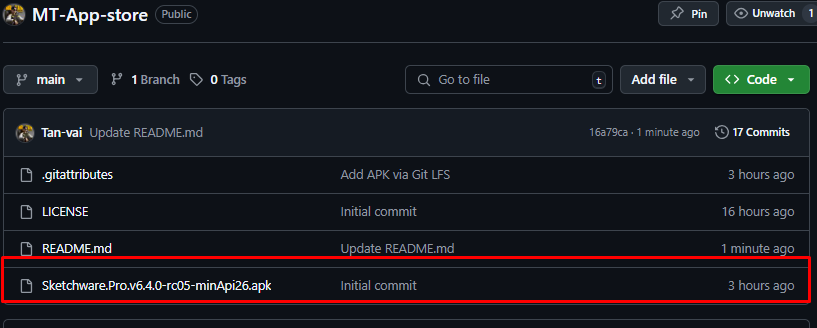 MT-App-store Public Pin Unwatch 1
main 1 Branch 0 Tags Go to file t Add file Code
Tan-vai Update README.md 16a79ca · 1 minute ago 17 Commits
.gitattributes Add APK via Git LFS 3 hours ago
LICENSE Initial commit 16 hours ago
README.md Update README.md 1 minute ago
Sketchware.Pro.v6.4.0-rc05-minApi26.apk Initial commit 3 hours ago